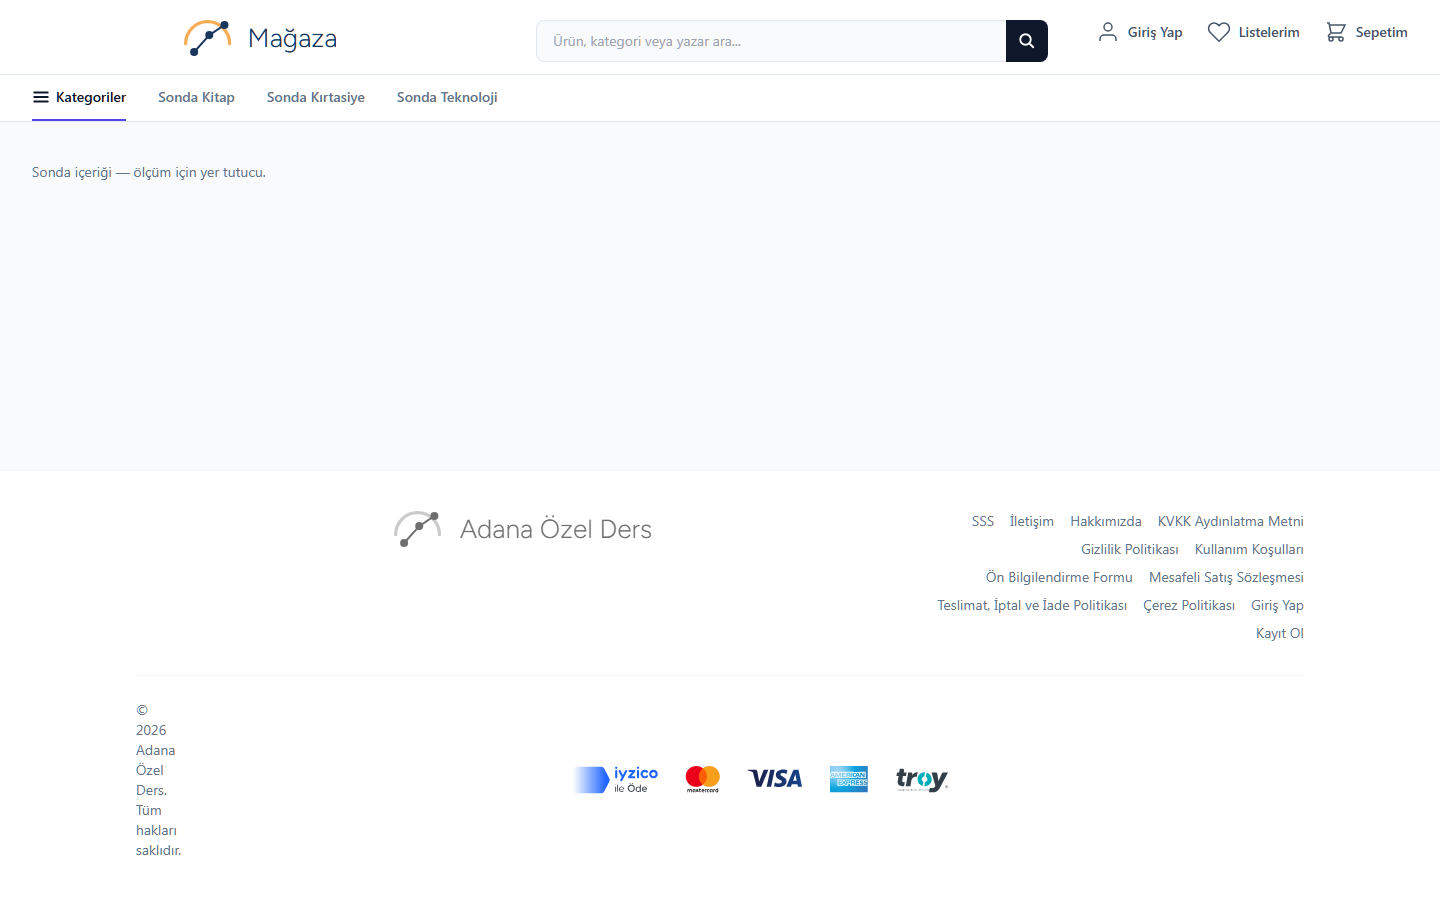 Mağaza
Ürün, kategori veya yazar ara...
Giriş Yap
Listelerim
Sepetim
Kategoriler
Sonda Kitap
Sonda Kırtasiye
Sonda Teknoloji
Sonda içeriği — ölçüm için yer tutucu.
Adana Özel Ders
SSS İletişim Hakkımızda KVKK Aydınlatma Metni
Gizlilik Politikası Kullanım Koşulları
Ön Bilgilendirme Formu Mesafeli Satış Sözleşmesi
Teslimat, İptal ve İade Politikası Çerez Politikası Giriş Yap
Kayıt Ol
©
2026
Adana
Özel
Ders.
Tüm
hakları
saklıdır.
iyzico
ile Öde
mastercard
VISA
AMERICAN
EXPRESS
troy